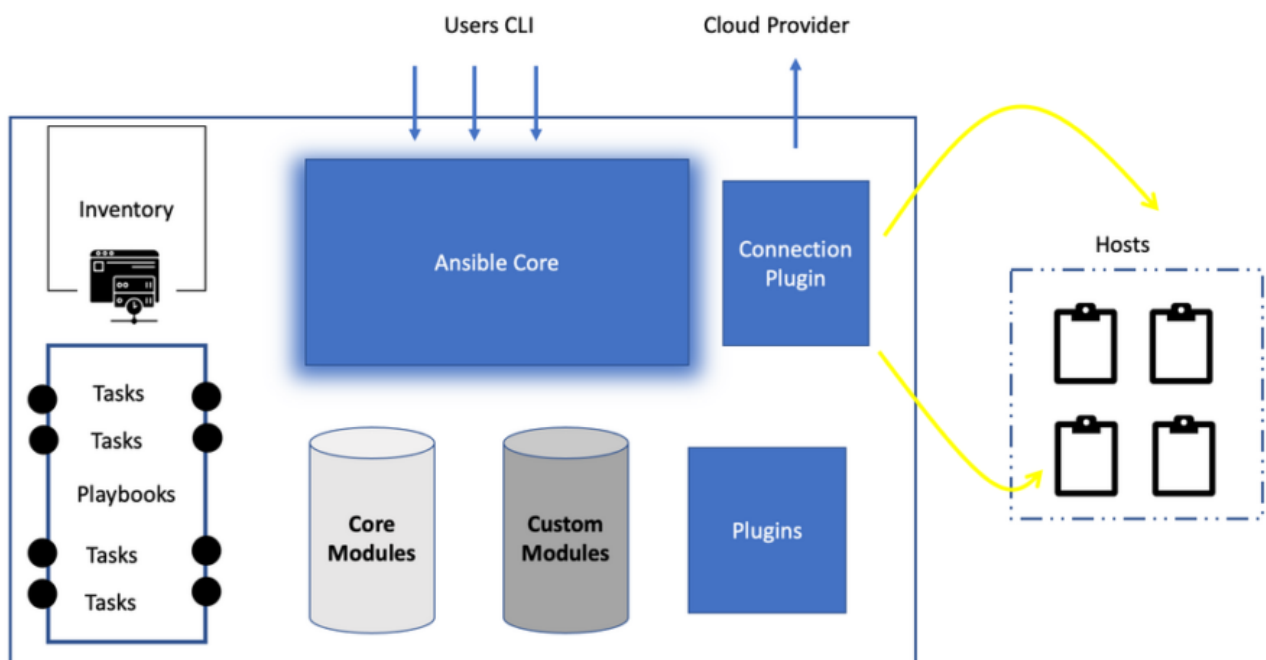 Users CLI
Cloud Provider
Inventory
Ansible Core
Connection
Plugin
Hosts
Tasks
Tasks
Playbooks
Tasks
Tasks
Core
Modules
Custom
Modules
Plugins